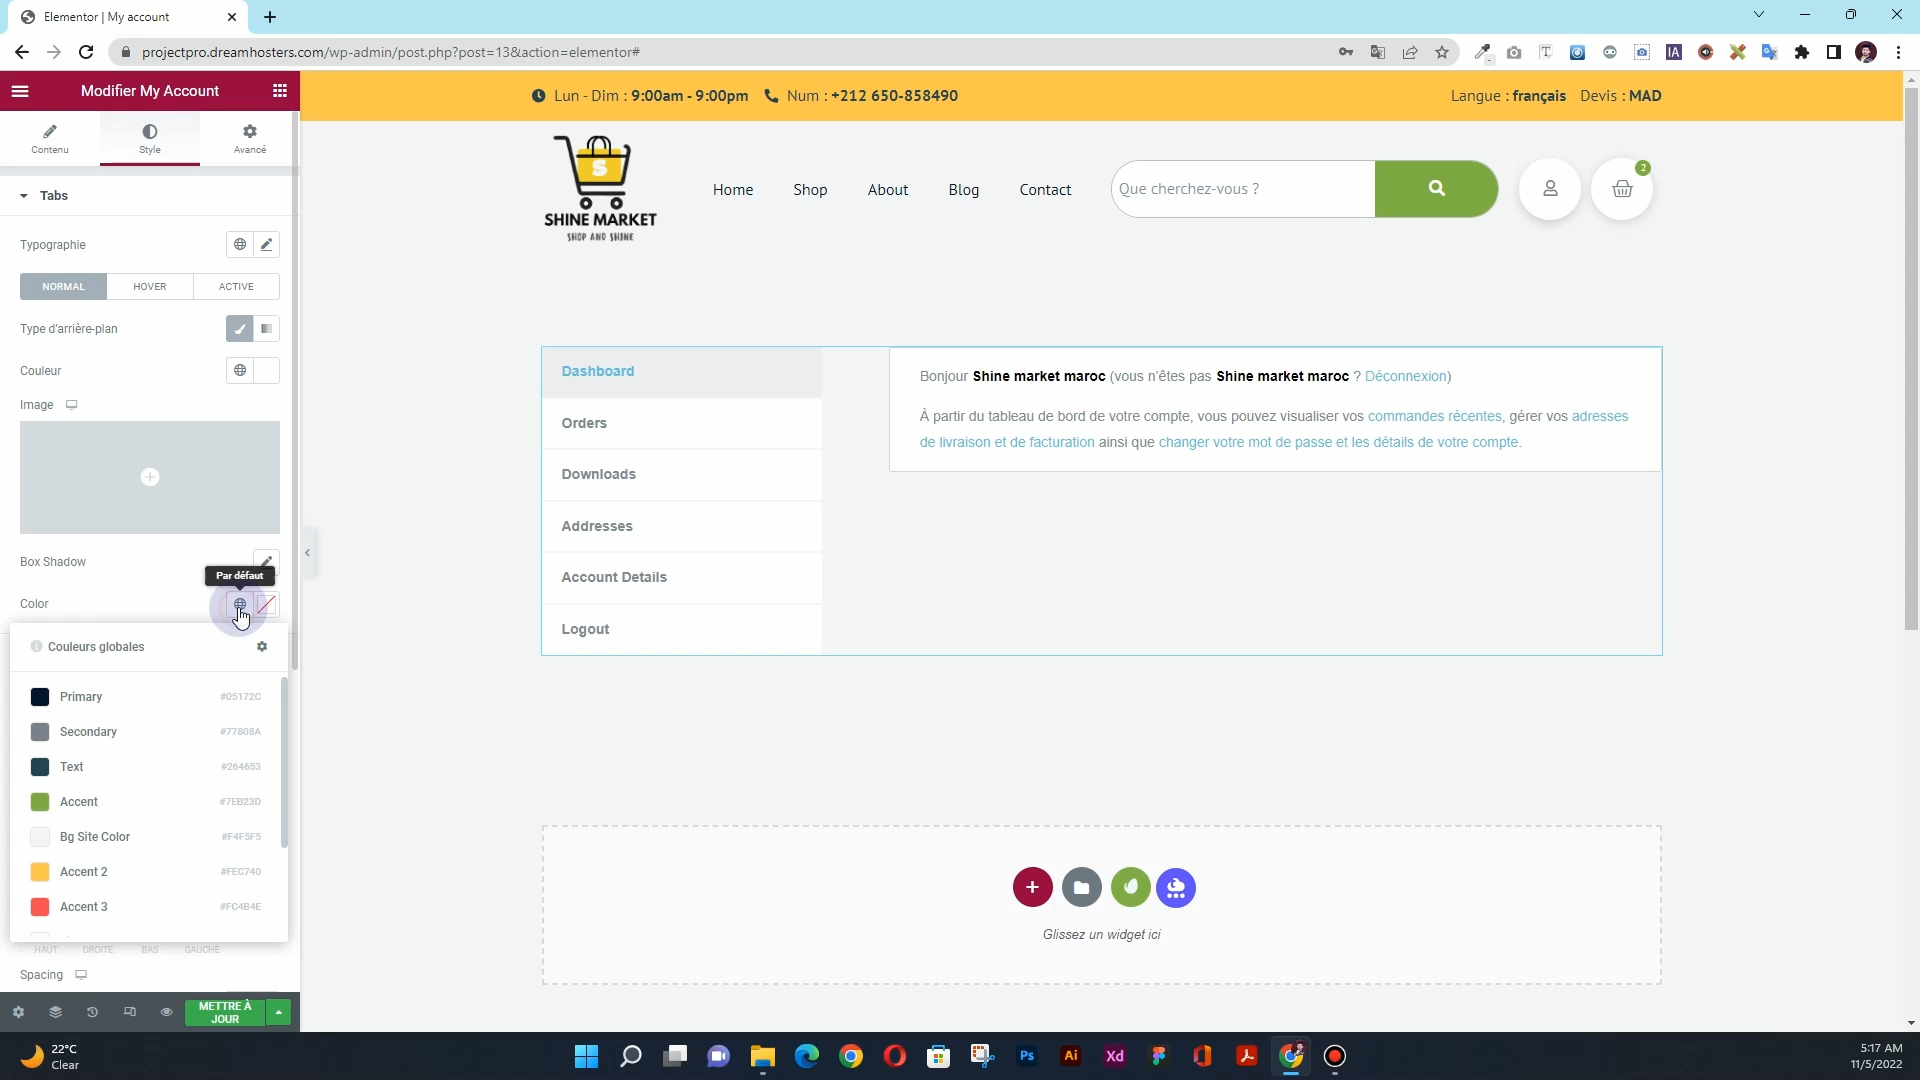 Elementor | My account
projectpro.dreamhosters.com/wp-admin/post.php?post=13&action=elementor#
Modifier My Account
Contenu
Style
Avancé
Tabs
Typographie
NORMAL
HOVER
ACTIVE
Type d'arrière-plan
Couleur
Image
Box Shadow
Par défaut
Color
Couleurs globales
Primary #05172C
Secondary #77808A
Text #264653
Accent #7EB23D
Bg Site Color #F4F5F5
Accent 2 #FEC740
Accent 3 #FC4B4E
HAUT DROITE BAS GAUCHE
Spacing
METTRE À
JOUR
Lun - Dim : 9:00am - 9:00pm Num : +212 650-858490
Langue : français Devis : MAD
S
SHINE MARKET
SHOP AND SHINE
Home
Shop
About
Blog
Contact
Que cherchez-vous ?
2
Dashboard
Orders
Downloads
Addresses
Account Details
Logout
Bonjour Shine market maroc (vous n'êtes pas Shine market maroc ? Déconnexion)
À partir du tableau de bord de votre compte, vous pouvez visualiser vos commandes récentes, gérer vos adresses
de livraison et de facturation ainsi que changer votre mot de passe et les détails de votre compte.
Glissez un widget ici
22°C
Clear
Ps
Ai
Xd
IA
5:17 AM
11/5/2022